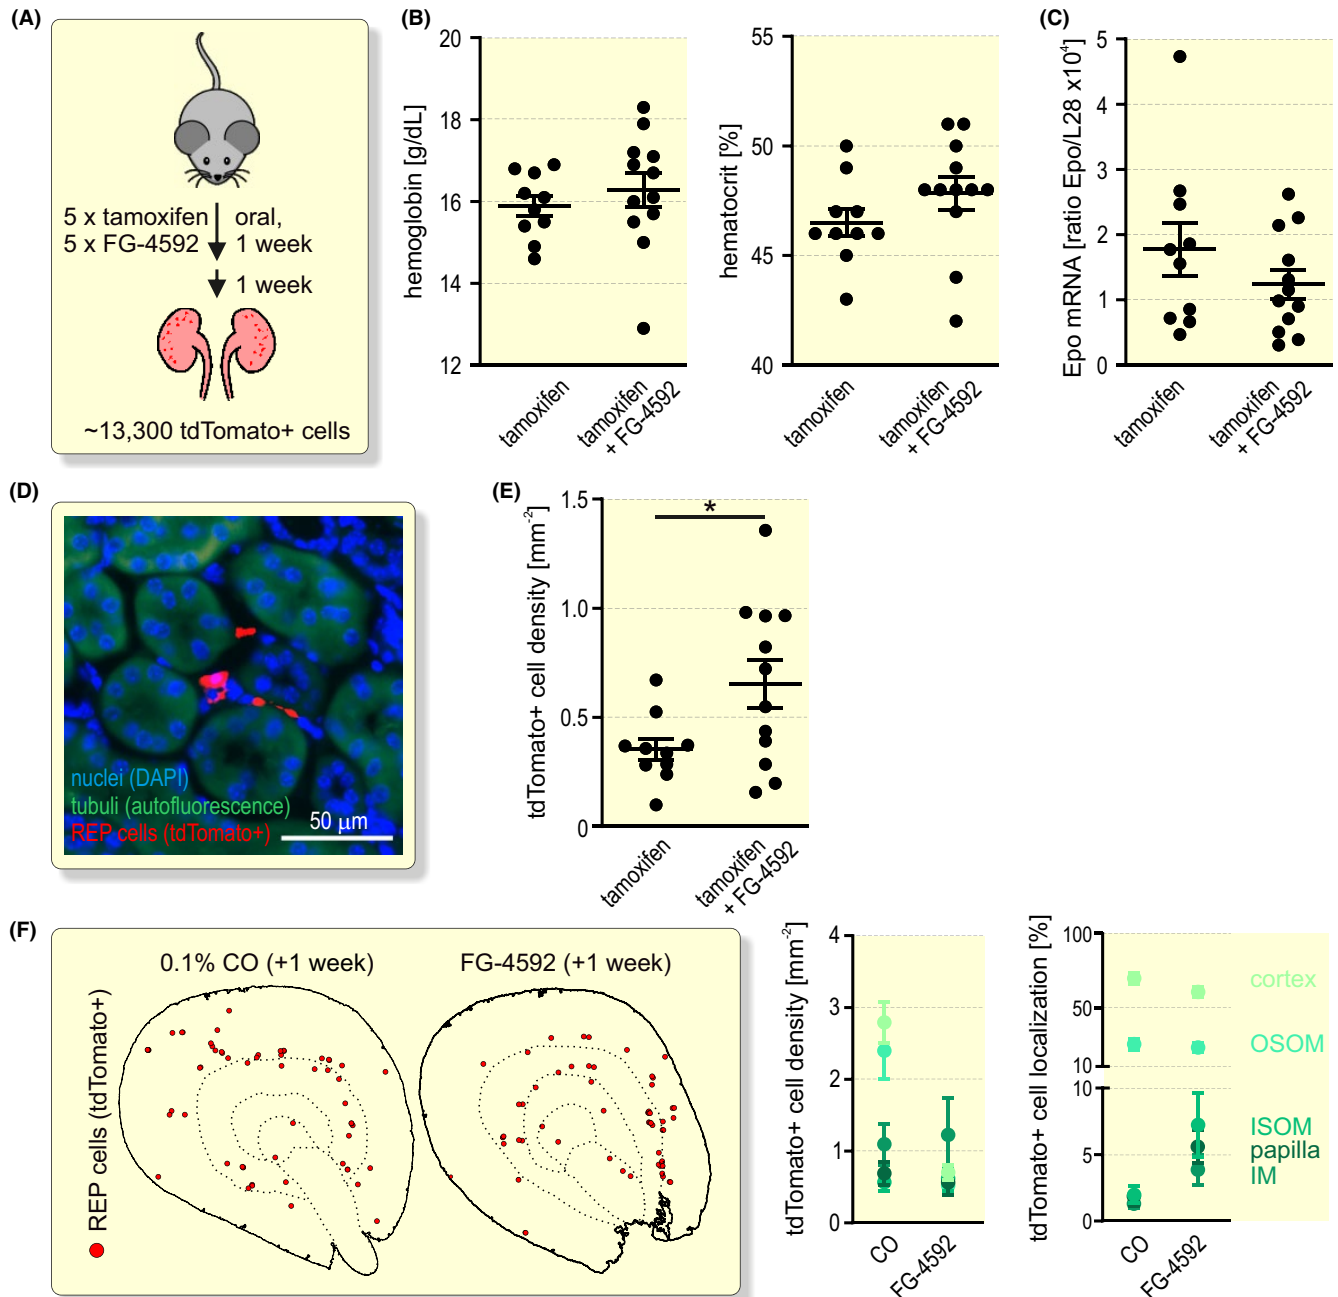 (A)
5 x tamoxifen
5 x FG-4592
oral,
1 week
1 week
~13,300 tdTomato+ cells
(B)
hemoglobin [g/dL]
20
18
16
14
12
tamoxifen
tamoxifen
+ FG-4592
hematocrit [%]
55
50
45
40
tamoxifen
tamoxifen
+ FG-4592
(C)
Epo mRNA [ratio Epo/L28 x10⁴]
5
4
3
2
1
0
tamoxifen
tamoxifen
+ FG-4592
(D)
nuclei (DAPI)
tubuli (autofluorescence)
REP cells (tdTomato+)
50 μm
(E)
tdTomato+ cell density [mm⁻²]
1.5
1.0
0.5
0
*
tamoxifen
tamoxifen
+ FG-4592
(F)
REP cells (tdTomato+)
0.1% CO (+1 week)
FG-4592 (+1 week)
tdTomato+ cell density [mm⁻²]
4
3
2
1
0
CO
FG-4592
tdTomato+ cell localization [%]
100
50
10
10
5
0
CO
FG-4592
cortex
OSOM
ISOM
papilla
IM